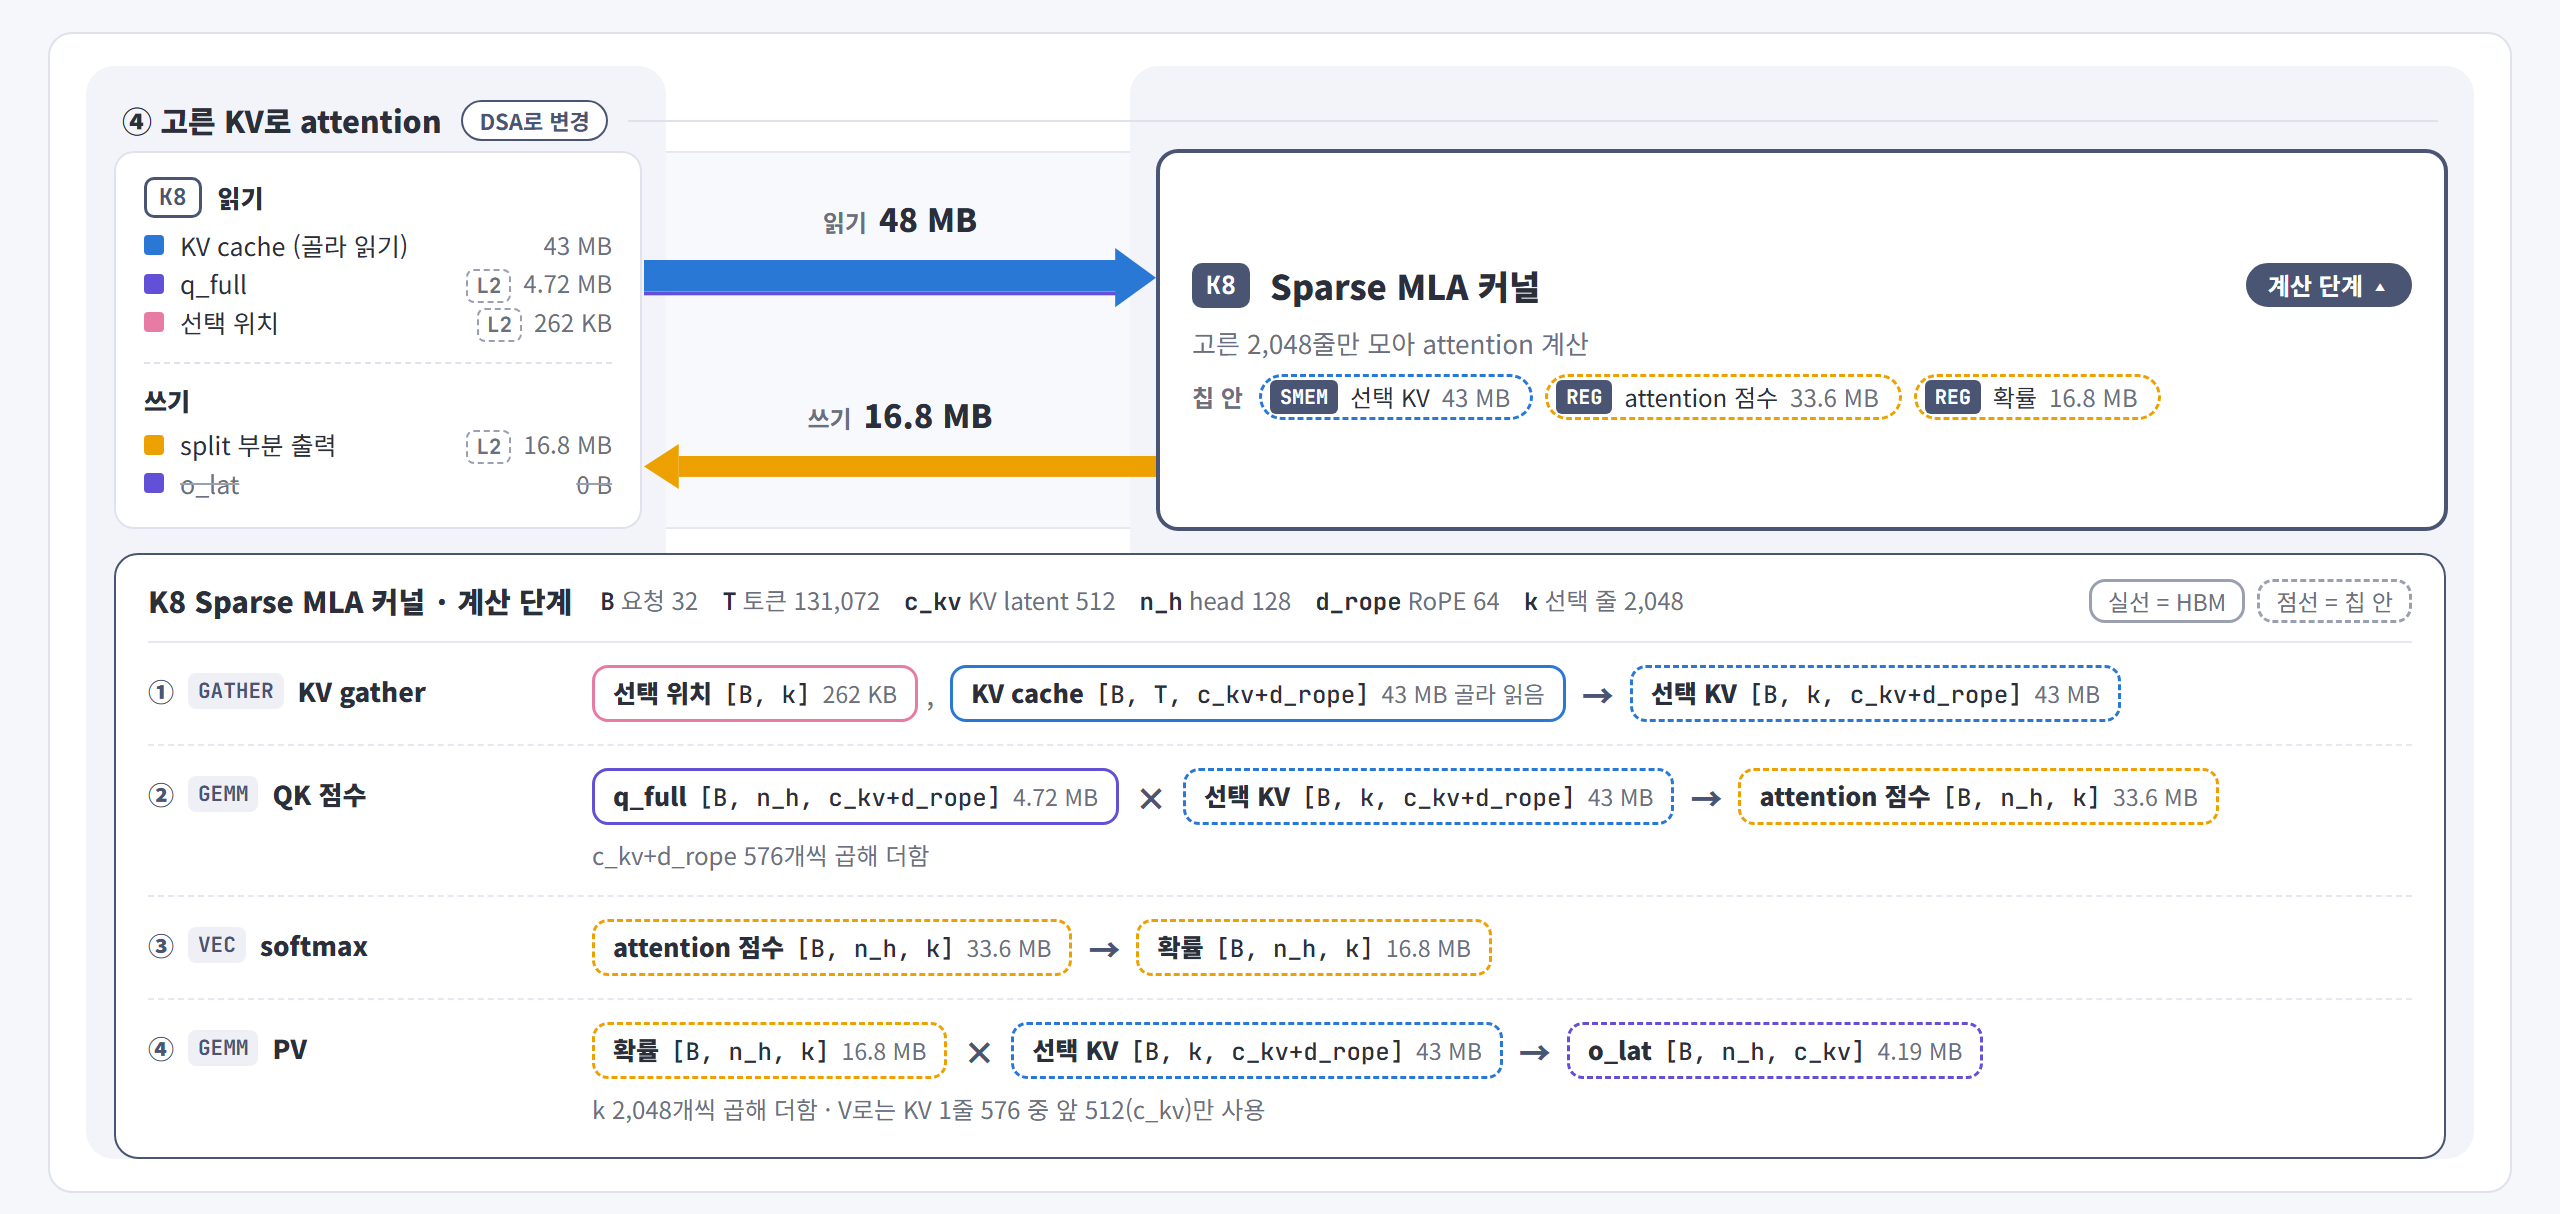 ④ 고른 KV로 attention DSA로 변경
K8 읽기
KV cache (골라 읽기) 43 MB
q_full L2 4.72 MB
선택 위치 L2 262 KB
쓰기
split 부분 출력 L2 16.8 MB
o_lat 0 B
읽기 48 MB
쓰기 16.8 MB
K8 Sparse MLA 커널 계산 단계 ▲
고른 2,048줄만 모아 attention 계산
칩 안 SMEM 선택 KV 43 MB REG attention 점수 33.6 MB REG 확률 16.8 MB
K8 Sparse MLA 커널 · 계산 단계 B 요청 32 T 토큰 131,072 c_kv KV latent 512 n_h head 128 d_rope RoPE 64 k 선택 줄 2,048 실선 = HBM 점선 = 칩 안
① GATHER KV gather 선택 위치 [B, k] 262 KB , KV cache [B, T, c_kv+d_rope] 43 MB 골라 읽음 → 선택 KV [B, k, c_kv+d_rope] 43 MB
② GEMM QK 점수 q_full [B, n_h, c_kv+d_rope] 4.72 MB × 선택 KV [B, k, c_kv+d_rope] 43 MB → attention 점수 [B, n_h, k] 33.6 MB
c_kv+d_rope 576개씩 곱해 더함
③ VEC softmax attention 점수 [B, n_h, k] 33.6 MB → 확률 [B, n_h, k] 16.8 MB
④ GEMM PV 확률 [B, n_h, k] 16.8 MB × 선택 KV [B, k, c_kv+d_rope] 43 MB → o_lat [B, n_h, c_kv] 4.19 MB
k 2,048개씩 곱해 더함 · V로는 KV 1줄 576 중 앞 512(c_kv)만 사용